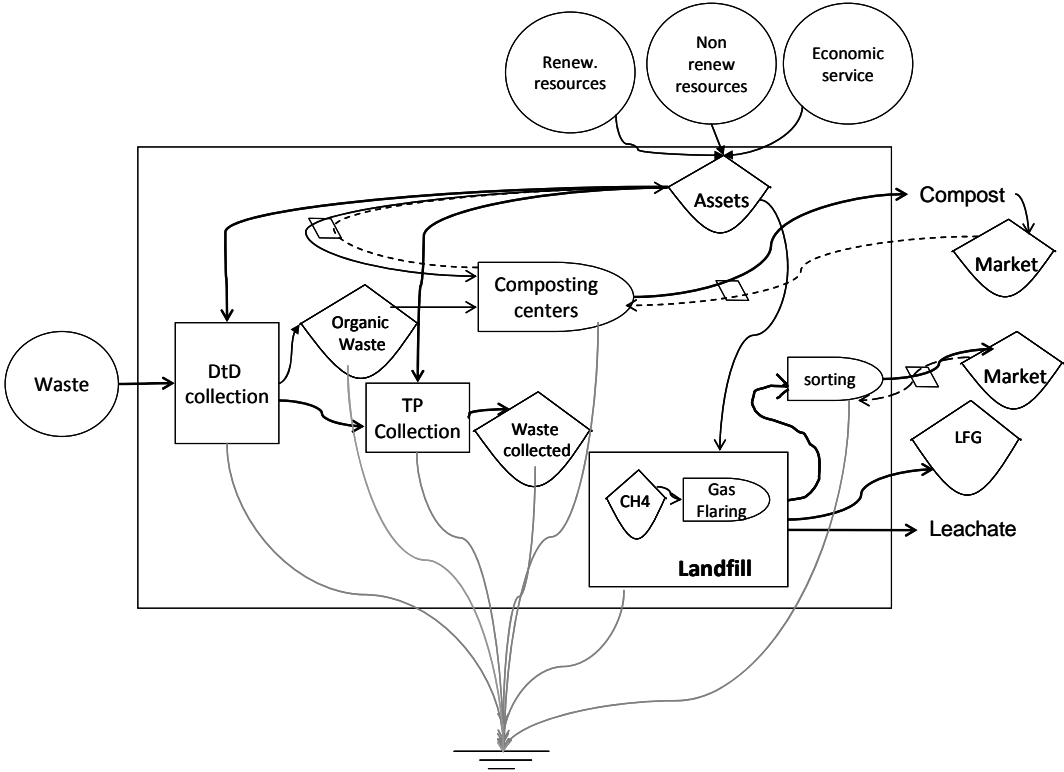 Renew.
resources
Non
renew
resources
Economic
service
Assets
Compost
Market
Composting
centers
Organic
Waste
Waste
DtD
collection
TP
Collection
Waste
collected
sorting
Market
LFG
CH4
Gas
Flaring
Leachate
Landfill